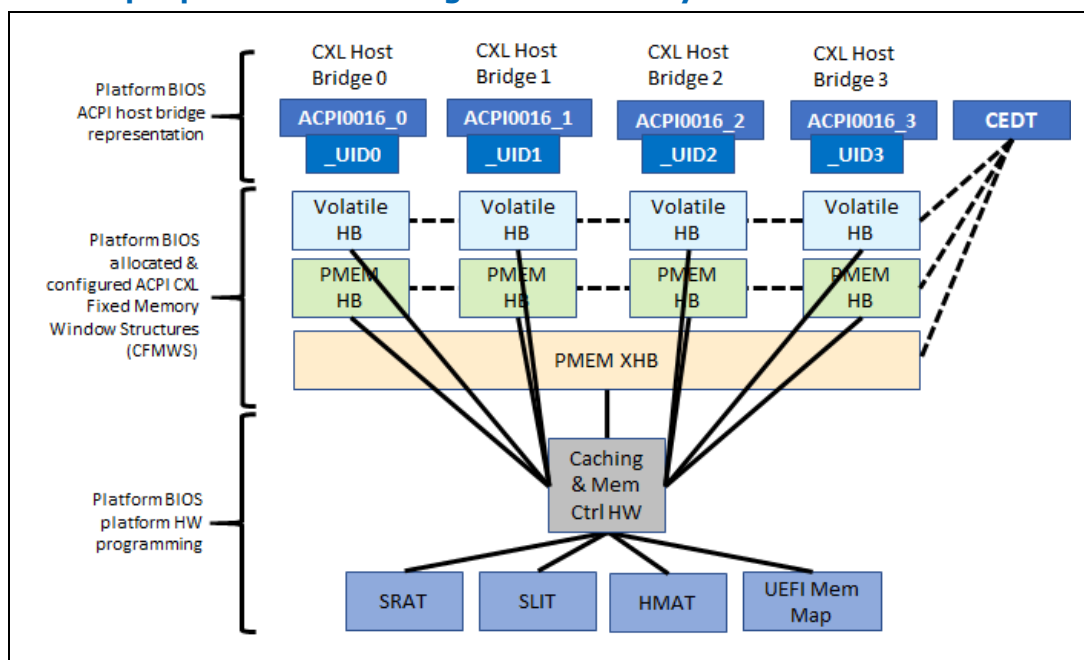 CXL Host
Bridge 0
CXL Host
Bridge 1
CXL Host
Bridge 2
CXL Host
Bridge 3
Platform BIOS
ACPI host bridge
representation
ACPI0016_0
ACPI0016_1
ACPI0016_2
ACPI0016_3
CEDT
_UID0
_UID1
_UID2
_UID3
Platform BIOS
allocated &
configured ACPI CXL
Fixed Memory
Window Structures
(CFMWS)
Volatile
HB
Volatile
HB
Volatile
HB
Volatile
HB
PMEM
HB
PMEM
HB
PMEM
HB
PMEM
HB
PMEM XHB
Platform BIOS
platform HW
programming
Caching
& Mem
Ctrl HW
SRAT
SLIT
HMAT
UEFI Mem
Map